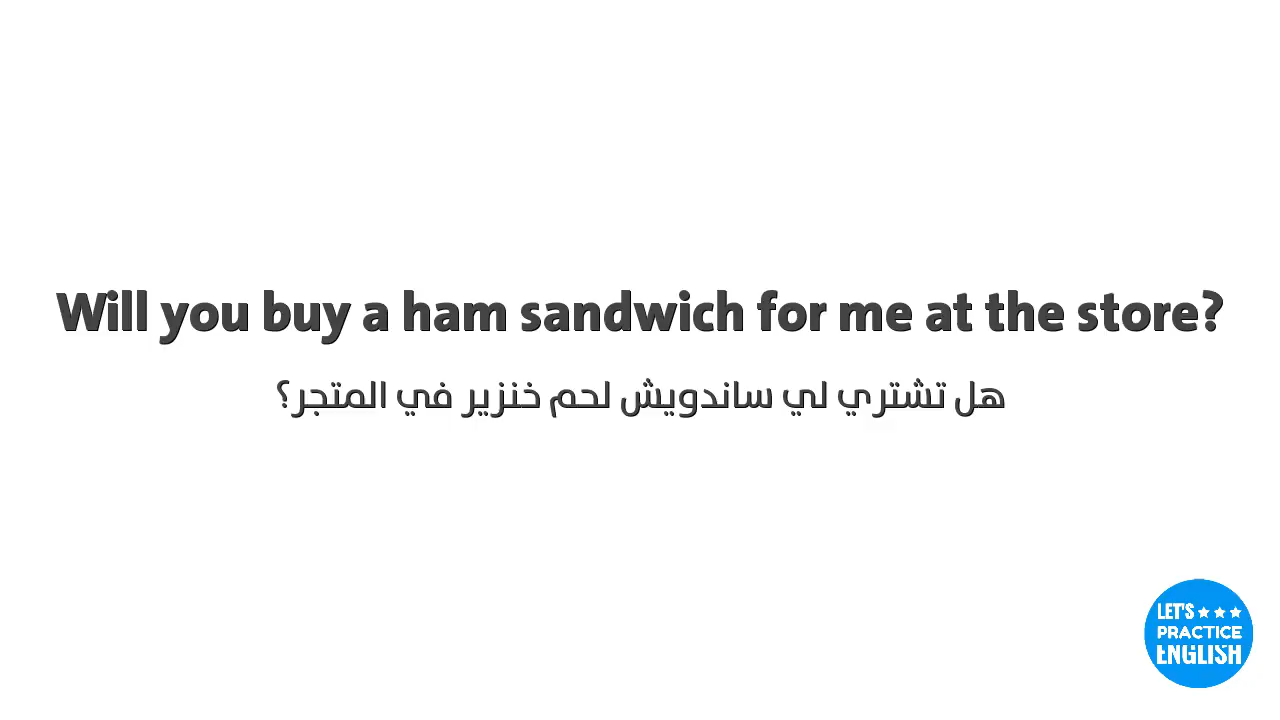 Will you buy a ham sandwich for me at the store?
هل تشتري لي ساندويش لحم خنزير في المتجر؟
LET'S
PRACTICE
ENGLISH